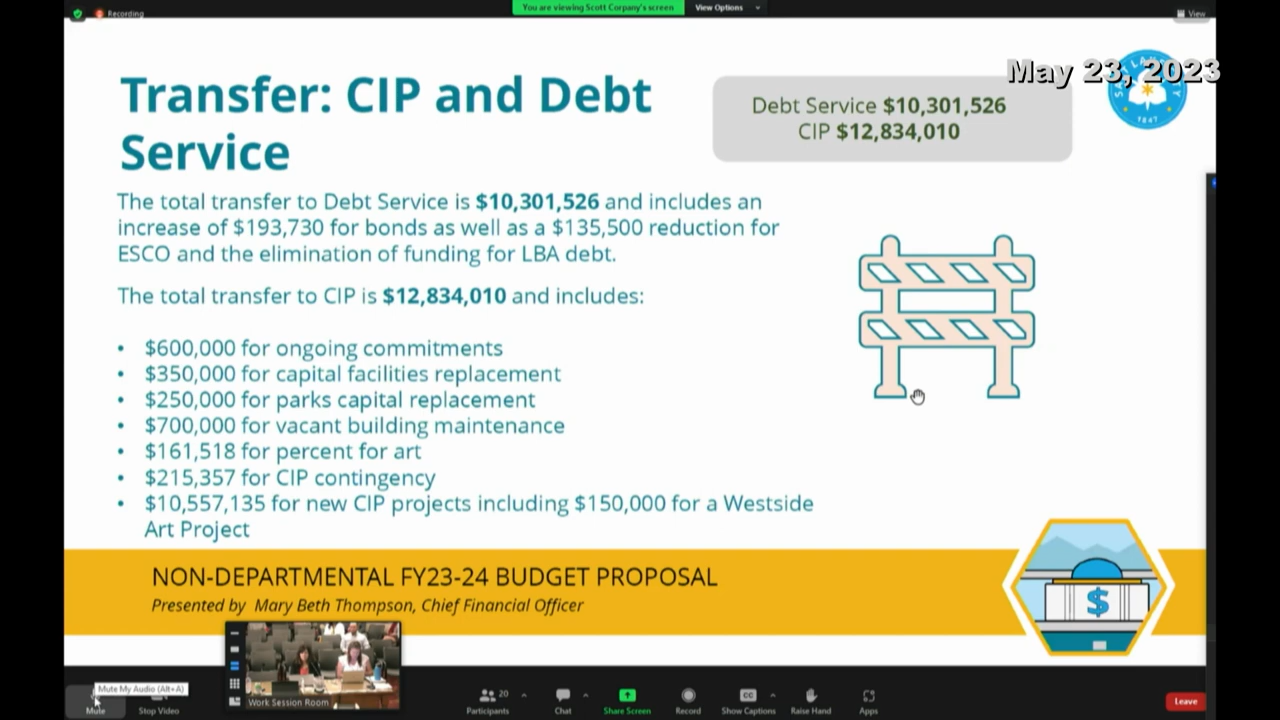 Recording
You are viewing Scott Corpany's screen
View Options
View
May 23, 2023
Transfer: CIP and Debt
Service
Debt Service $10,301,526
CIP $12,834,010
1847
The total transfer to Debt Service is $10,301,526 and includes an
increase of $193,730 for bonds as well as a $135,500 reduction for
ESCO and the elimination of funding for LBA debt.
The total transfer to CIP is $12,834,010 and includes:
• $600,000 for ongoing commitments
• $350,000 for capital facilities replacement
• $250,000 for parks capital replacement
• $700,000 for vacant building maintenance
• $161,518 for percent for art
• $215,357 for CIP contingency
• $10,557,135 for new CIP projects including $150,000 for a Westside
Art Project
NON-DEPARTMENTAL FY23-24 BUDGET PROPOSAL
Presented by Mary Beth Thompson, Chief Financial Officer
$
Work Session Room
Mute My Audio (Alt+A)
Mute
Stop Video
Participants
20
Chat
Share Screen
Record
CC
Show Captions
Raise Hand
Apps
Leave